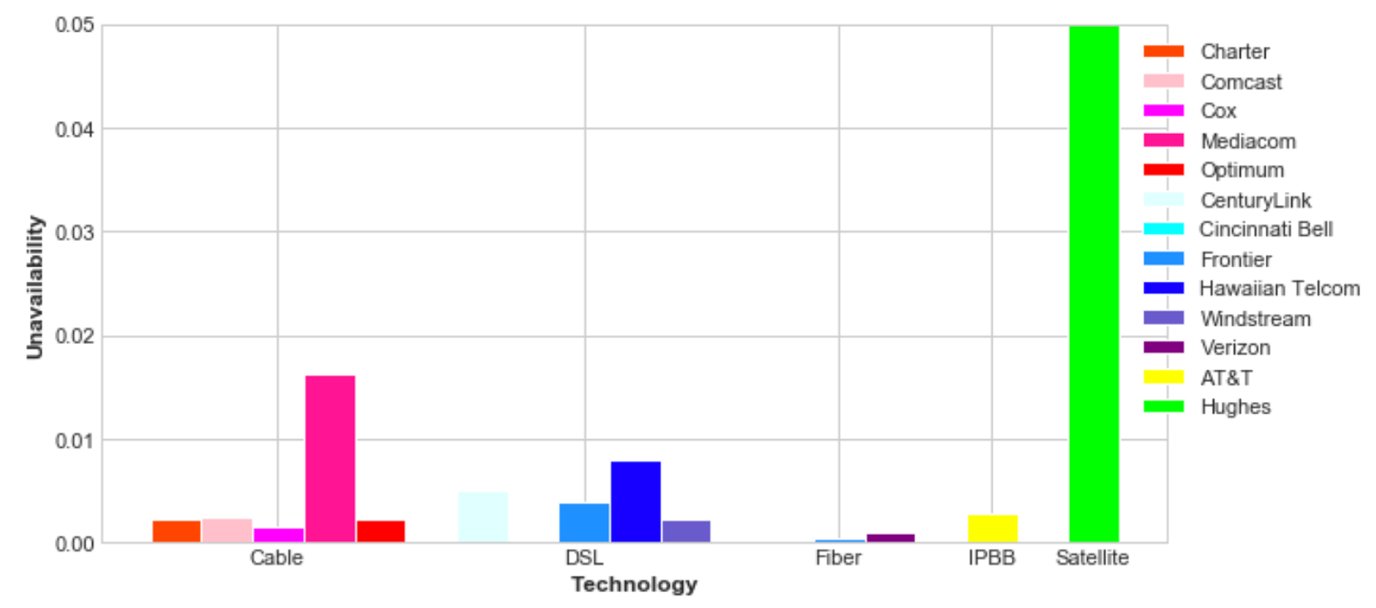 0.05
0.04
0.03
0.02
0.01
0.00
Unavailability
Cable
DSL
Fiber
IPBB
Satellite
Technology
Charter
Comcast
Cox
Mediacom
Optimum
CenturyLink
Cincinnati Bell
Frontier
Hawaiian Telcom
Windstream
Verizon
AT&T
Hughes